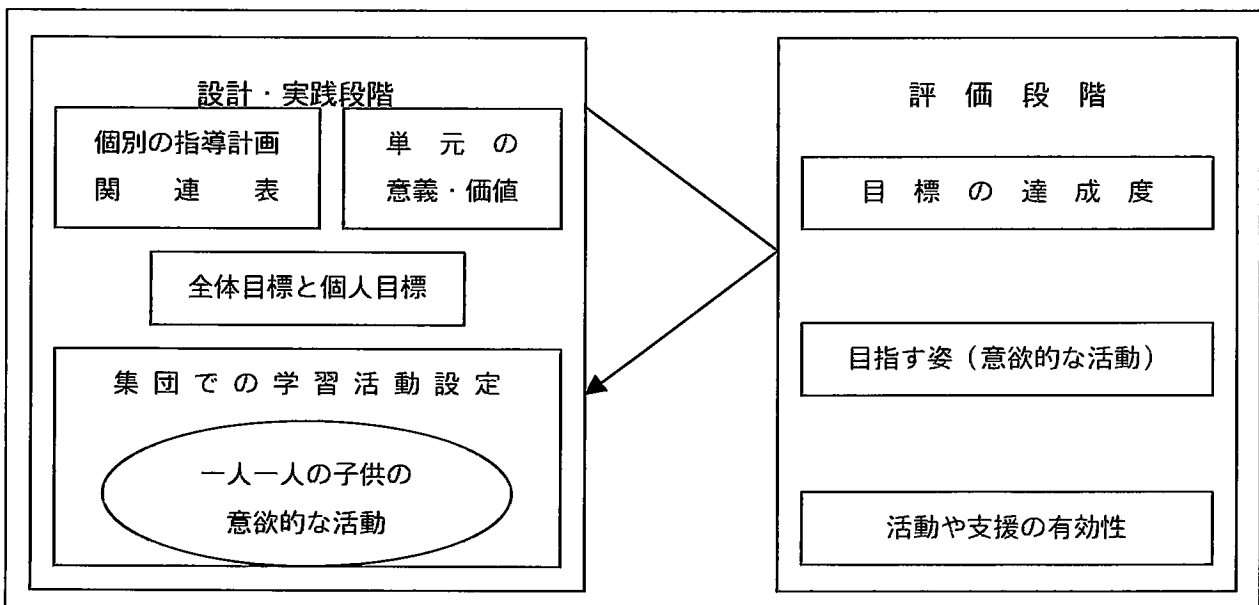 設計・実践段階
個別の指導計画
関連表
単元の
意義・価値
全体目標と個人目標
集団での学習活動設定
一人一人の子供の
意欲的な活動
評価段階
目標の達成度
目指す姿（意欲的な活動）
活動や支援の有効性